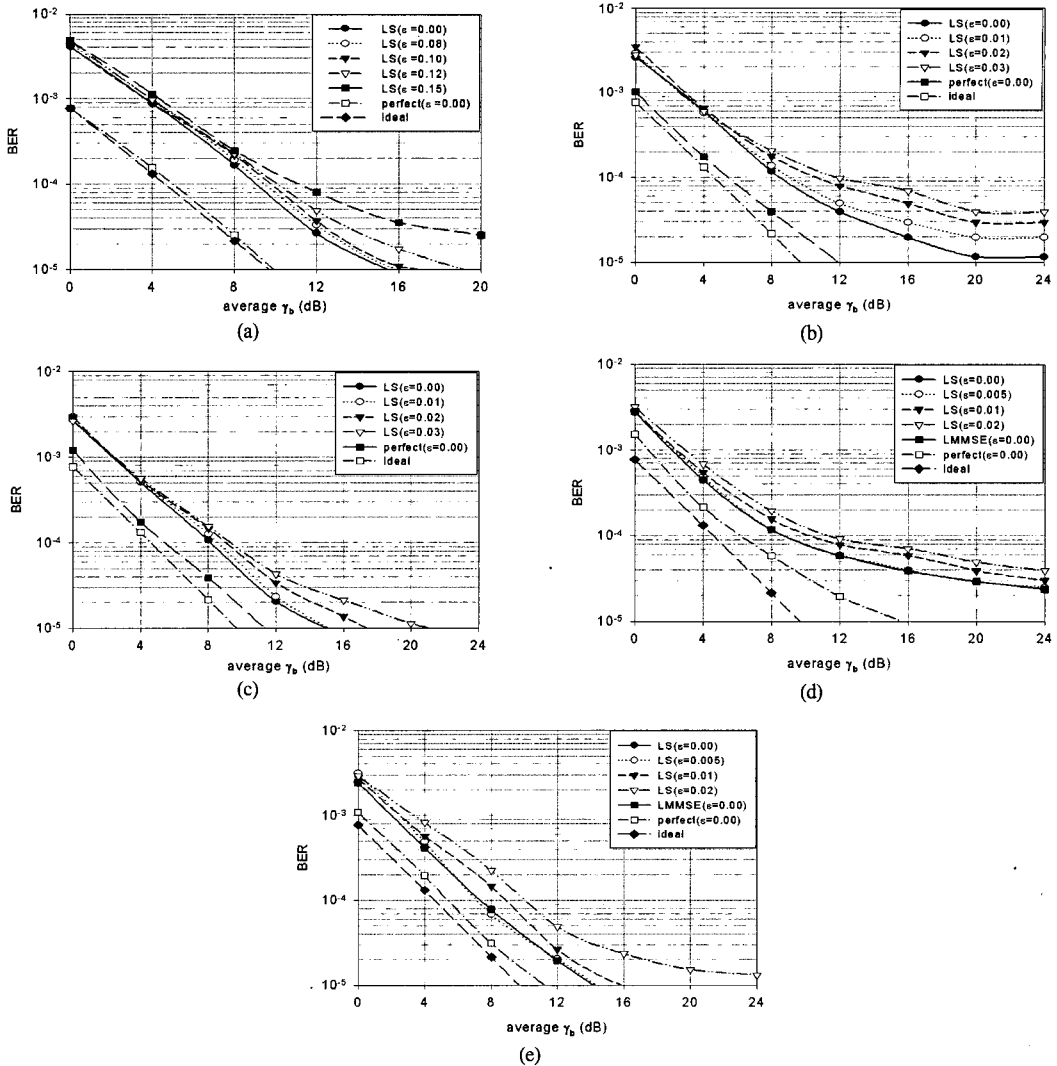 10⁻²
10⁻³
10⁻⁴
10⁻⁵
BER
0 4 8 12 16 20
average γb (dB)
LS(ε=0.00)
LS(ε=0.08)
LS(ε=0.10)
LS(ε=0.12)
LS(ε=0.15)
perfect(ε=0.00)
ideal
(a)
10⁻²
10⁻³
10⁻⁴
10⁻⁵
BER
0 4 8 12 16 20 24
average γb (dB)
LS(ε=0.00)
LS(ε=0.01)
LS(ε=0.02)
LS(ε=0.03)
perfect(ε=0.00)
ideal
(b)
10⁻²
10⁻³
10⁻⁴
10⁻⁵
BER
0 4 8 12 16 20 24
average γb (dB)
LS(ε=0.00)
LS(ε=0.01)
LS(ε=0.02)
LS(ε=0.03)
perfect(ε=0.00)
ideal
(c)
10⁻²
10⁻³
10⁻⁴
10⁻⁵
BER
0 4 8 12 16 20 24
average γb (dB)
LS(ε=0.00)
LS(ε=0.005)
LS(ε=0.01)
LS(ε=0.02)
LMMSE(ε=0.00)
perfect(ε=0.00)
ideal
(d)
10⁻²
10⁻³
10⁻⁴
10⁻⁵
BER
0 4 8 12 16 20 24
average γb (dB)
LS(ε=0.00)
LS(ε=0.005)
LS(ε=0.01)
LS(ε=0.02)
LMMSE(ε=0.00)
perfect(ε=0.00)
ideal
(e)